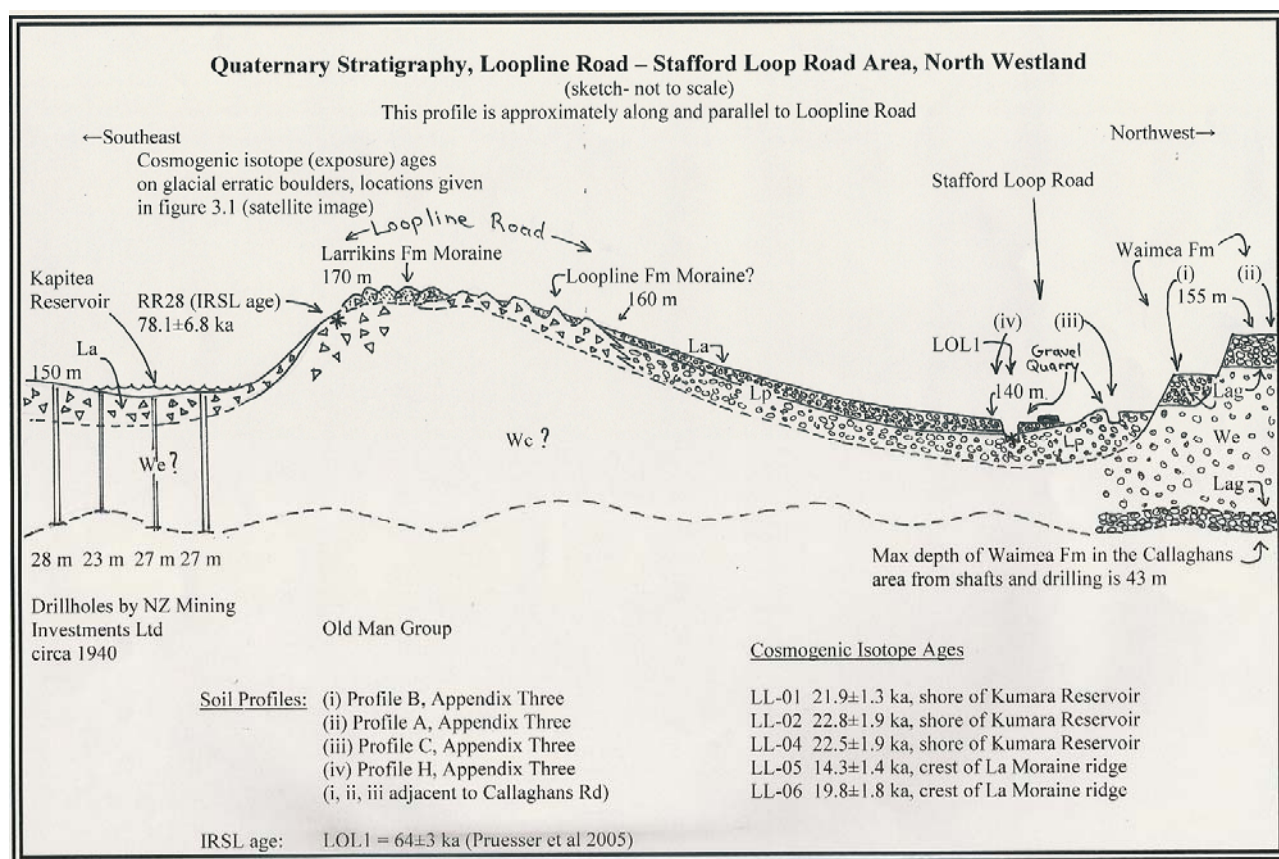 Quaternary Stratigraphy, Loopline Road – Stafford Loop Road Area, North Westland
(sketch- not to scale)
This profile is approximately along and parallel to Loopline Road
←Southeast
Northwest→
Cosmogenic isotope (exposure) ages
on glacial erratic boulders, locations given
in figure 3.1 (satellite image)
Stafford Loop Road
Loopline Road
Larrikins Fm Moraine
170 m
Waimea Fm
(i)
(ii)
155 m
Kapitea
Reservoir
RR28 (IRSL age)
78.1±6.8 ka
Loopline Fm Moraine?
160 m
(iv)
(iii)
La
La
LOL1
Gravel
Quarry
150 m
140 m.
Lp
Lag
Lp
We
We?
Wc?
Lag
28 m 23 m 27 m 27 m
Max depth of Waimea Fm in the Callaghans
area from shafts and drilling is 43 m
Drillholes by NZ Mining
Investments Ltd
circa 1940
Old Man Group
Cosmogenic Isotope Ages
Soil Profiles: (i) Profile B, Appendix Three
(ii) Profile A, Appendix Three
(iii) Profile C, Appendix Three
(iv) Profile H, Appendix Three
(i, ii, iii adjacent to Callaghans Rd)
LL-01 21.9±1.3 ka, shore of Kumara Reservoir
LL-02 22.8±1.9 ka, shore of Kumara Reservoir
LL-04 22.5±1.9 ka, shore of Kumara Reservoir
LL-05 14.3±1.4 ka, crest of La Moraine ridge
LL-06 19.8±1.8 ka, crest of La Moraine ridge
IRSL age: LOL1 = 64±3 ka (Pruesser et al 2005)